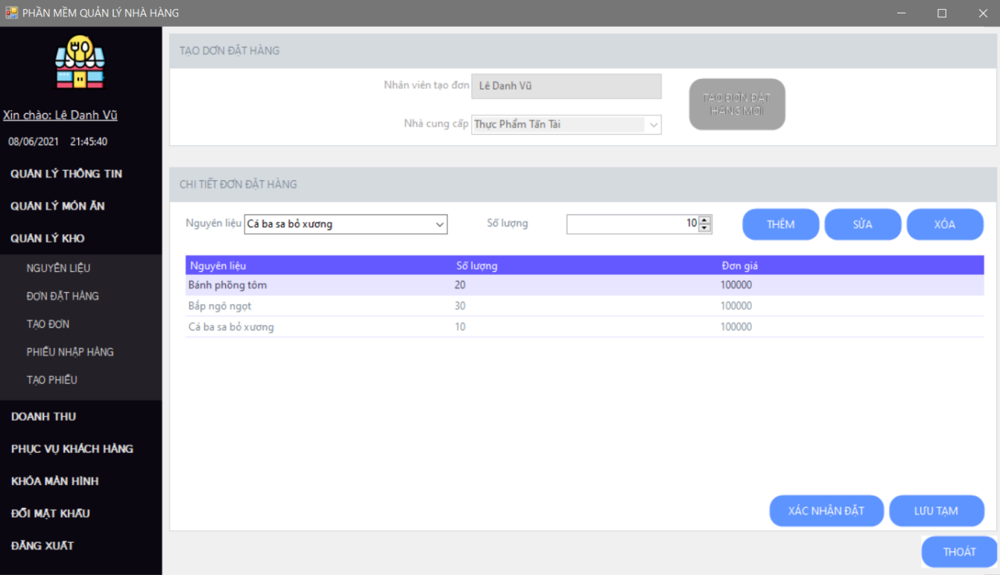 PHẦN MỀM QUẢN LÝ NHÀ HÀNG
Xin chào: Lê Danh Vũ
08/06/2021 21:45:40
QUẢN LÝ THÔNG TIN
QUẢN LÝ MÓN ĂN
QUẢN LÝ KHO
NGUYÊN LIỆU
ĐƠN ĐẶT HÀNG
TẠO ĐƠN
PHIẾU NHẬP HÀNG
TẠO PHIẾU
DOANH THU
PHỤC VỤ KHÁCH HÀNG
KHÓA MÀN HÌNH
ĐỔI MẬT KHẨU
ĐĂNG XUẤT
TẠO DƠN ĐẶT HÀNG
Nhân viên tạo đơn Lê Danh Vũ
Nhà cung cấp Thực Phẩm Tấn Tài
TẠO ĐƠN ĐẶT
HÀNG MỚI
CHI TIẾT ĐƠN ĐẶT HÀNG
Nguyên liệu Cá ba sa bỏ xương Số lượng 10 THÊM SỬA XÓA
Nguyên liệu Số lượng Đơn giá
Bánh phồng tôm 20 100000
Bắp ngô ngọt 30 100000
Cá ba sa bỏ xương 10 100000
XÁC NHẬN ĐẶT LƯU TẠM
THOÁT